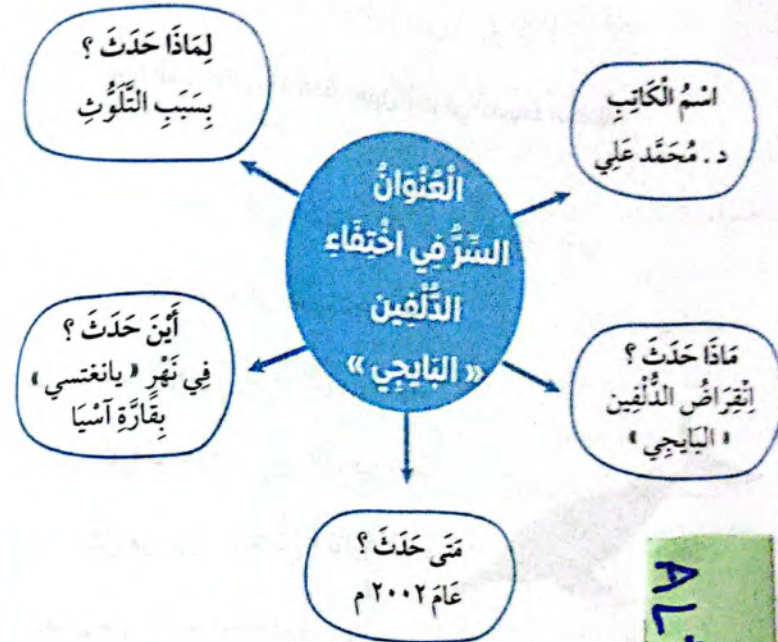 الْعُنْوَانُ
السِّرُّ فِي اخْتِفَاءِ
الدُّلْفِين
« البَايجِي »
اسْمُ الْكَاتِبِ
د. مُحَمَّد عَلِي
مَاذَا حَدَثَ ؟
اِنْقِرَاضُ الدُّلْفِين
« البَايجِي »
مَتَى حَدَثَ ؟
عَامَ ٢٠٠٢ م
أَيْنَ حَدَثَ ؟
فِي نَهْرِ « يانغتسي »
بِقَارَّةِ آسْيَا
لِمَاذَا حَدَثَ ؟
بِسَبَبِ التَّلَوُّثِ